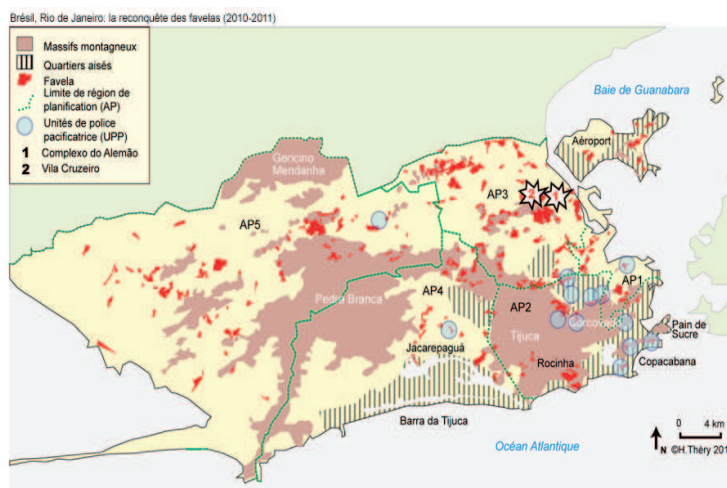 Brésil, Rio de Janeiro: la reconquête des favelas (2010-2011)
Massifs montagneux
Quartiers aisés
Favela
Limite de région de
planification (AP)
Unités de police
pacificatrice (UPP)
1 Complexo do Alemão
2 Vila Cruzeiro
Baie de Guanabara
Aéroport
Gericino
Mendanha
AP3
2 1
AP5
AP1
Pedra Branca
AP4
AP2
Corcovado
Tijuca
Pain de
Sucre
Jacarepaguá
Rocinha
Copacabana
Barra da Tijuca
Océan Atlantique
0 4 km
N ©H.Théry 201